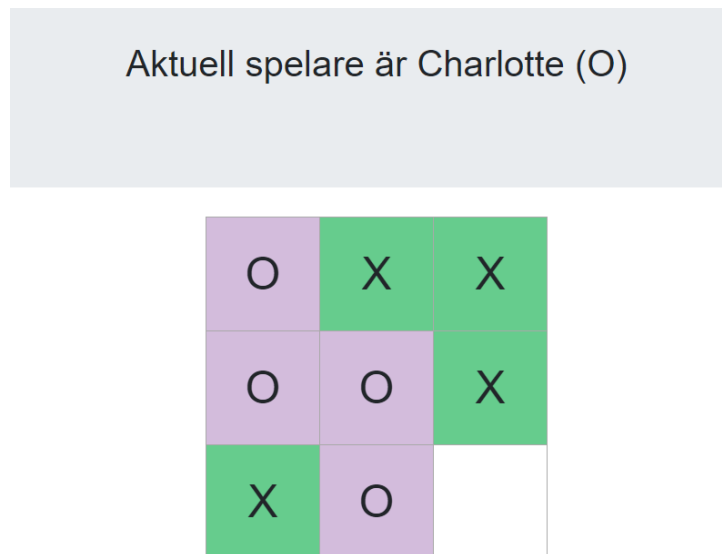 Aktuell spelare är Charlotte (O)
O X X
O O X
X O